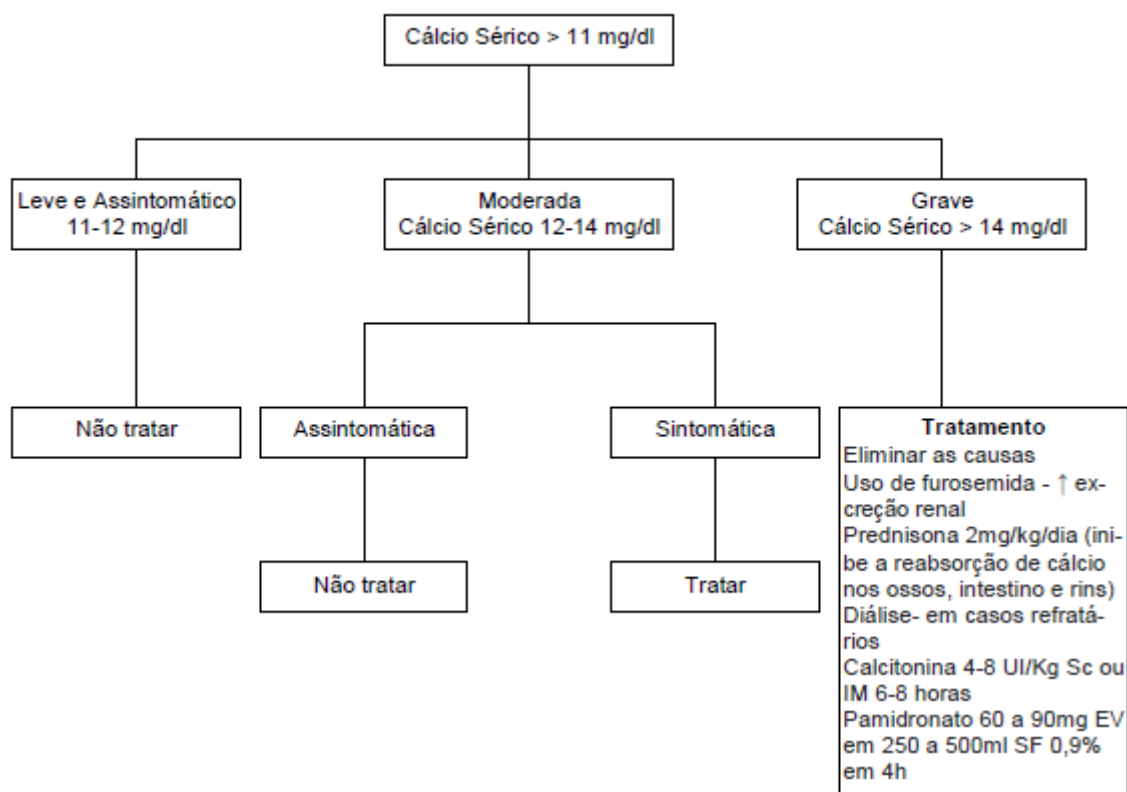 Cálcio Sérico > 11 mg/dl
Leve e Assintomático
11-12 mg/dl
Moderada
Cálcio Sérico 12-14 mg/dl
Grave
Cálcio Sérico > 14 mg/dl
Não tratar
Assintomática
Sintomática
Não tratar
Tratar
Tratamento
Eliminar as causas
Uso de furosemida - ↑ ex-
creção renal
Prednisona 2mg/kg/dia (ini-
be a reabsorção de cálcio
nos ossos, intestino e rins)
Diálise- em casos refratá-
rios
Calcitonina 4-8 UI/Kg Sc ou
IM 6-8 horas
Pamidronato 60 a 90mg EV
em 250 a 500ml SF 0,9%
em 4h